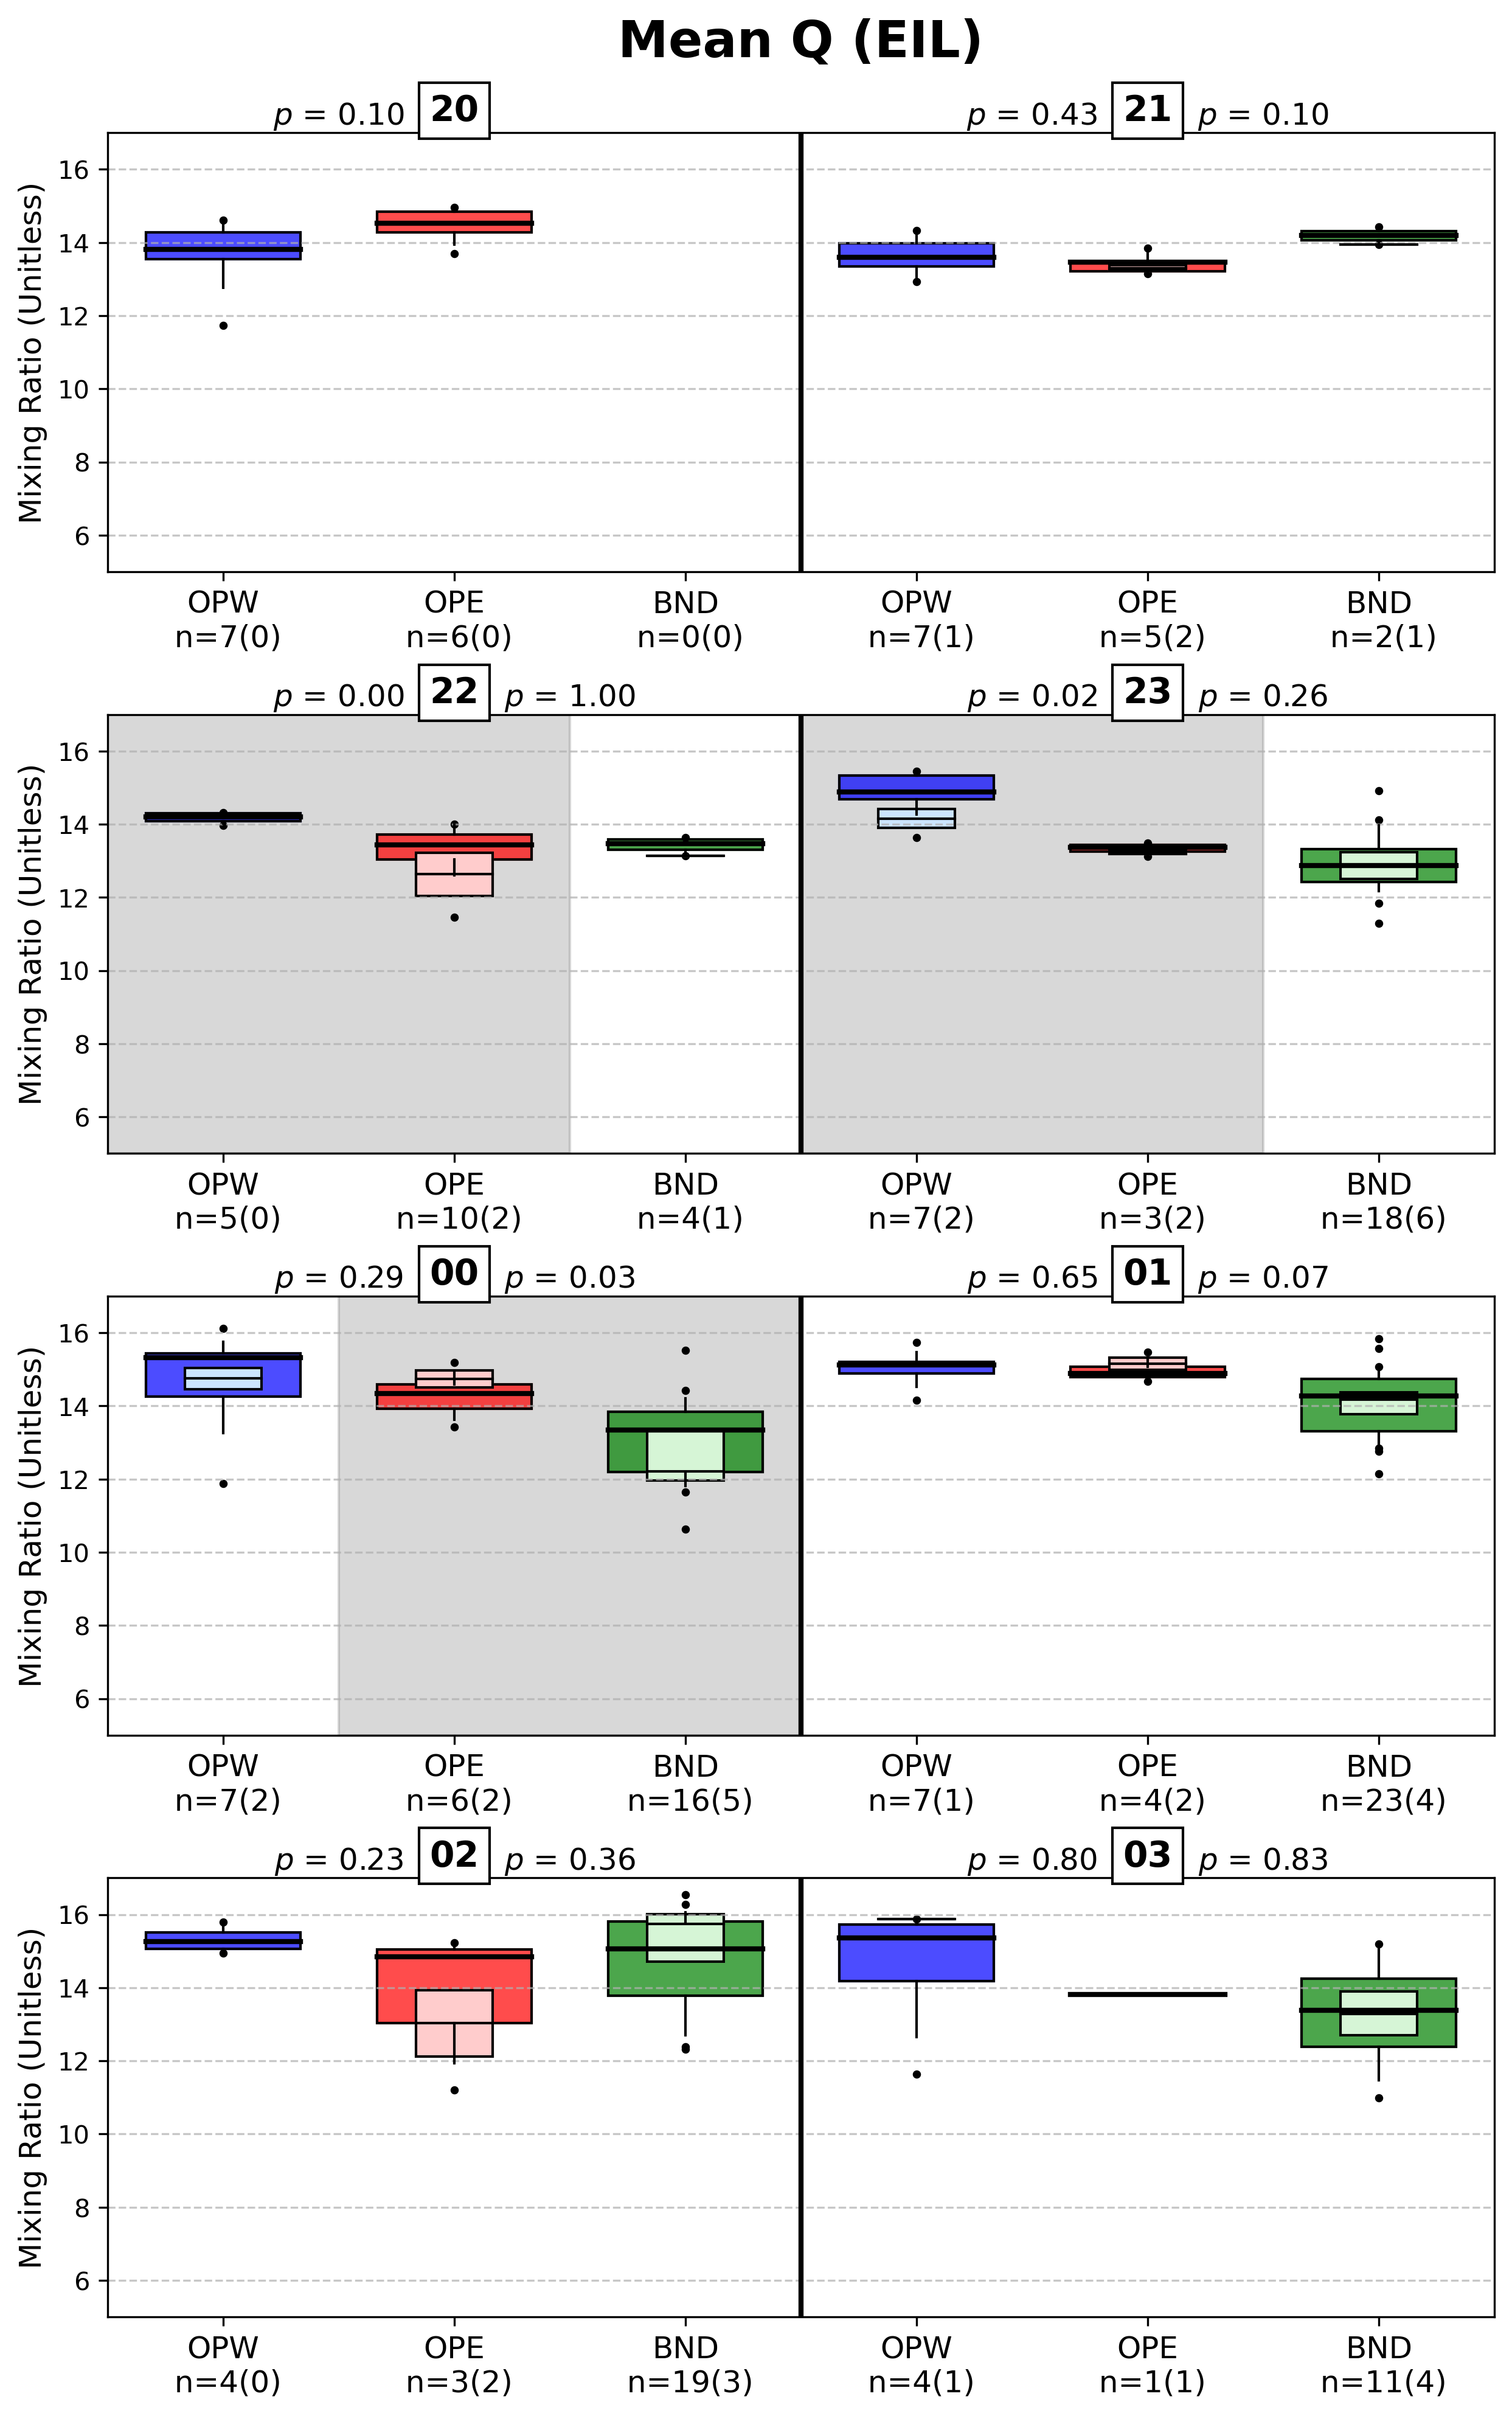 Mean Q (EIL)
p = 0.10 20
p = 0.43 21 p = 0.10
Mixing Ratio (Unitless)
16
14
12
10
8
6
OPW OPE BND OPW OPE BND
n=7(0) n=6(0) n=0(0) n=7(1) n=5(2) n=2(1)
p = 0.00 22 p = 1.00
p = 0.02 23 p = 0.26
Mixing Ratio (Unitless)
16
14
12
10
8
6
OPW OPE BND OPW OPE BND
n=5(0) n=10(2) n=4(1) n=7(2) n=3(2) n=18(6)
p = 0.29 00 p = 0.03
p = 0.65 01 p = 0.07
Mixing Ratio (Unitless)
16
14
12
10
8
6
OPW OPE BND OPW OPE BND
n=7(2) n=6(2) n=16(5) n=7(1) n=4(2) n=23(4)
p = 0.23 02 p = 0.36
p = 0.80 03 p = 0.83
Mixing Ratio (Unitless)
16
14
12
10
8
6
OPW OPE BND OPW OPE BND
n=4(0) n=3(2) n=19(3) n=4(1) n=1(1) n=11(4)